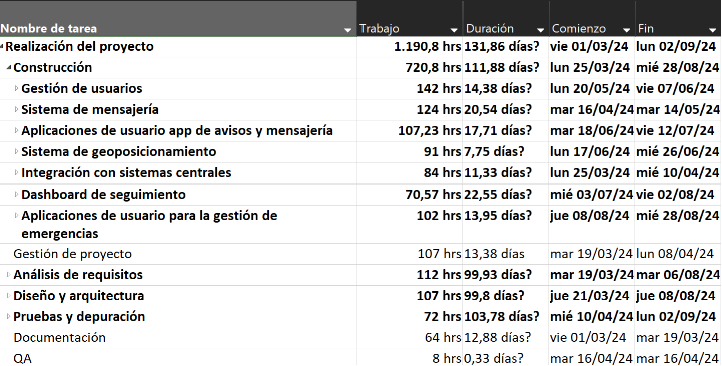 Nombre de tarea Trabajo Duración Comienzo Fin
Realización del proyecto 1.190,8 hrs 131,86 días? vie 01/03/24 lun 02/09/24
Construcción 720,8 hrs 111,88 días? lun 25/03/24 mié 28/08/24
Gestión de usuarios 142 hrs 14,38 días? lun 20/05/24 vie 07/06/24
Sistema de mensajería 124 hrs 20,54 días? mar 16/04/24 mar 14/05/24
Aplicaciones de usuario app de avisos y mensajería 107,23 hrs 17,71 días? mar 18/06/24 vie 12/07/24
Sistema de geoposicionamiento 91 hrs 7,75 días? lun 17/06/24 mié 26/06/24
Integración con sistemas centrales 84 hrs 11,33 días? lun 25/03/24 mié 10/04/24
Dashboard de seguimiento 70,57 hrs 22,55 días? mié 03/07/24 vie 02/08/24
Aplicaciones de usuario para la gestión de 102 hrs 13,95 días? jue 08/08/24 mié 28/08/24
emergencias
Gestión de proyecto 107 hrs 13,38 días mar 19/03/24 lun 08/04/24
Análisis de requisitos 112 hrs 99,93 días? mar 19/03/24 mar 06/08/24
Diseño y arquitectura 107 hrs 99,8 días? jue 21/03/24 jue 08/08/24
Pruebas y depuración 72 hrs 103,78 días? mié 10/04/24 lun 02/09/24
Documentación 64 hrs 12,88 días? vie 01/03/24 mar 19/03/24
QA 8 hrs 0,33 días? mar 16/04/24 mar 16/04/24